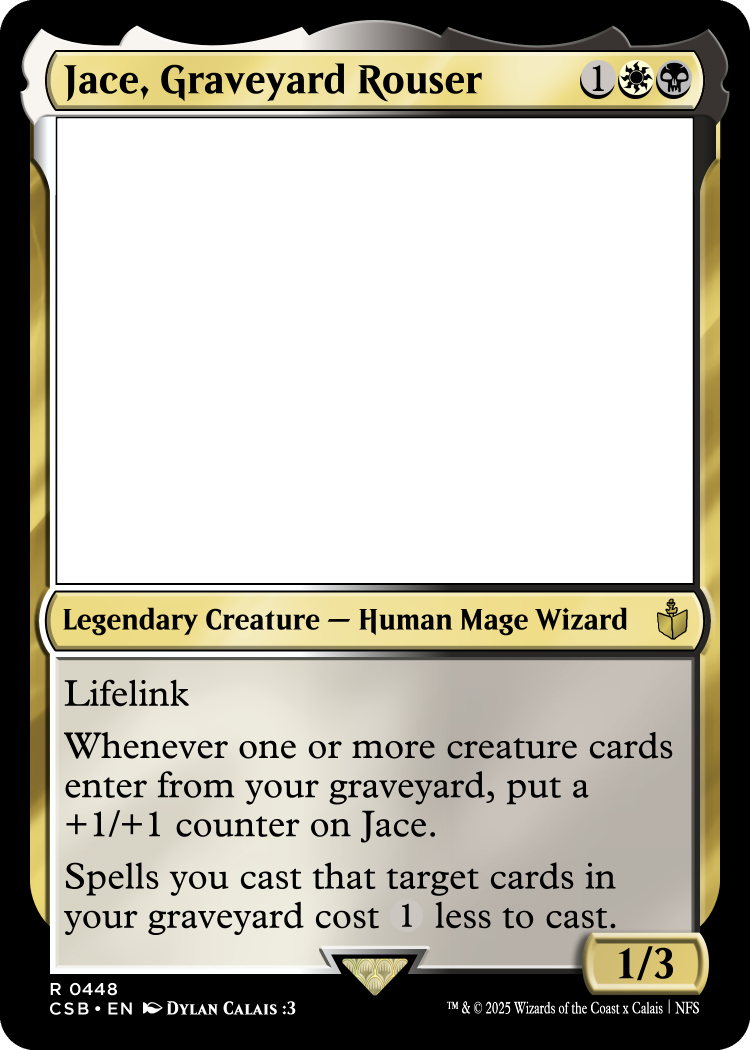 Jace, Graveyard Rouser 1
Legendary Creature — Human Mage Wizard
Lifelink
Whenever one or more creature cards
enter from your graveyard, put a
+1/+1 counter on Jace.
Spells you cast that target cards in
your graveyard cost 1 less to cast.
1/3
R 0448
CSB • EN DYLAN CALAIS :3
™ & © 2025 Wizards of the Coast x Calais | NFS